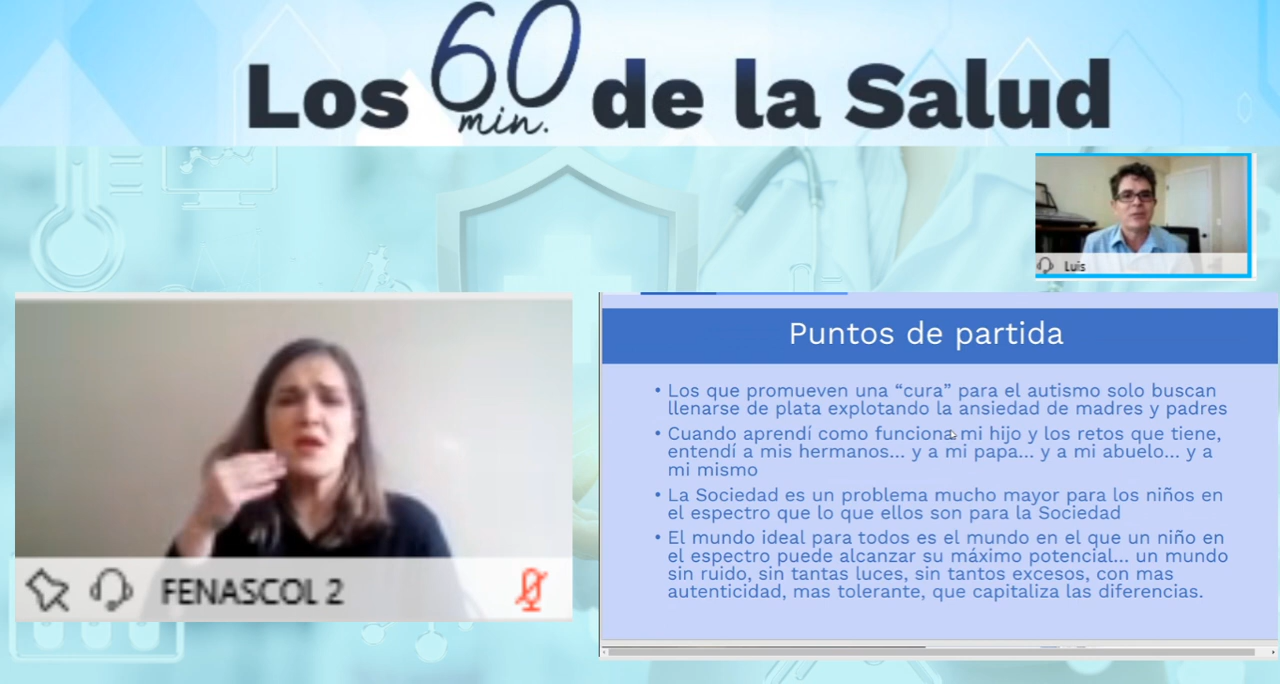 Los 60 min. de la Salud
Luis
FENASCOL 2
Puntos de partida
• Los que promueven una “cura” para el autismo solo buscan
llenarse de plata explotando la ansiedad de madres y padres
• Cuando aprendí como funciona mi hijo y los retos que tiene,
entendí a mis hermanos... y a mi papa... y a mi abuelo... y a
mi mismo
• La Sociedad es un problema mucho mayor para los niños en
el espectro que lo que ellos son para la Sociedad
• El mundo ideal para todos es el mundo en el que un niño en
el espectro puede alcanzar su máximo potencial... un mundo
sin ruido, sin tantas luces, sin tantos excesos, con mas
autenticidad, mas tolerante, que capitaliza las diferencias.